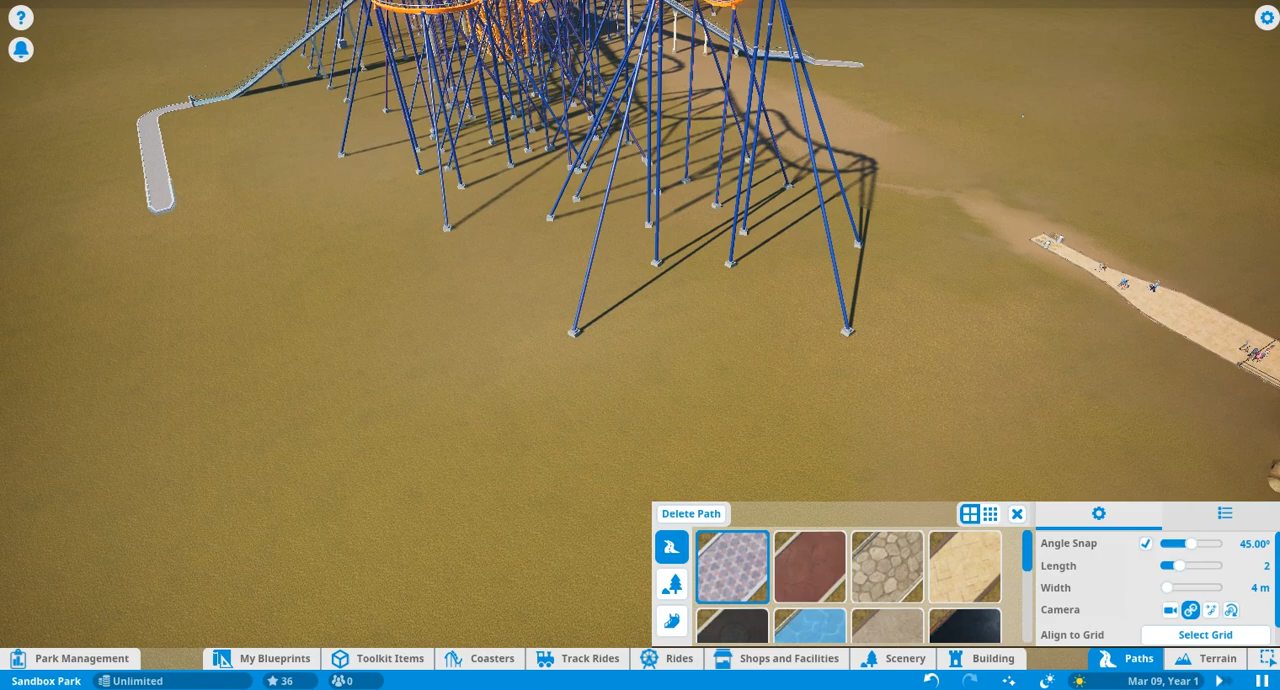 ?
Delete Path
Angle Snap 45.00°
Length 2
Width 4 m
Camera
Align to Grid Select Grid
Park Management My Blueprints Toolkit Items Coasters Track Rides Rides Shops and Facilities Scenery Building Paths Terrain
Sandbox Park Unlimited 36 0 Mar 09, Year 1